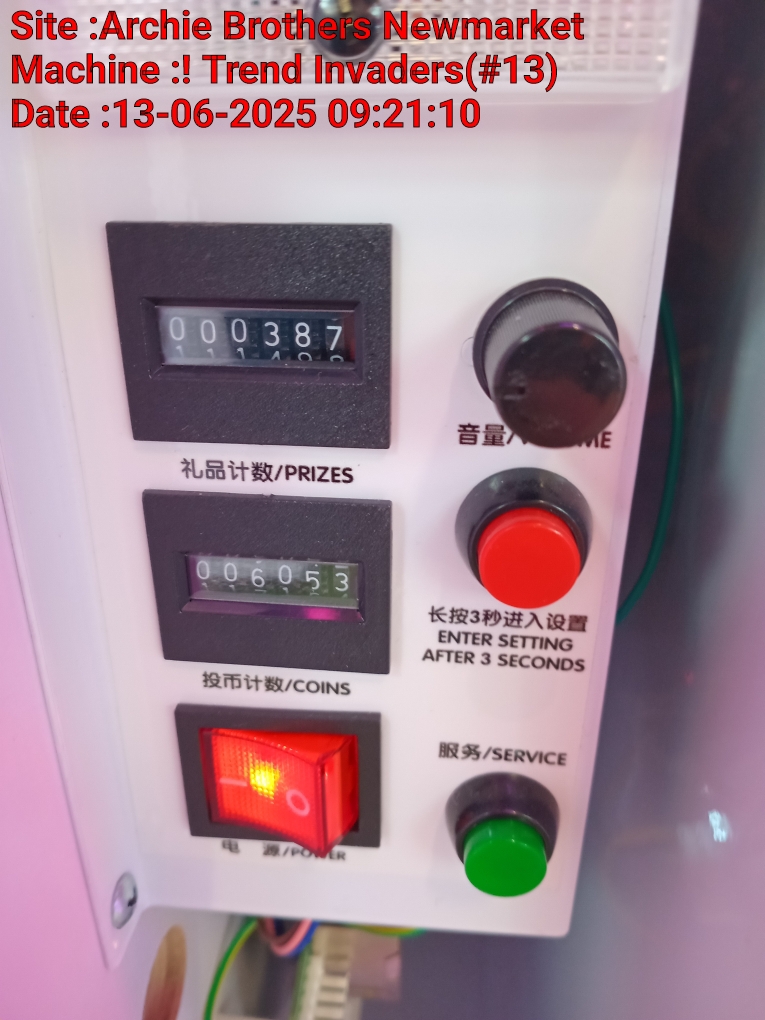 Site :Archie Brothers Newmarket
Machine :! Trend Invaders(#13)
Date :13-06-2025 09:21:10
000387
礼品计数/PRIZES
音量/
006053
投币计数/COINS
长按3秒进入设置
ENTER SETTING
AFTER 3 SECONDS
服务/SERVICE
电 源/POWER